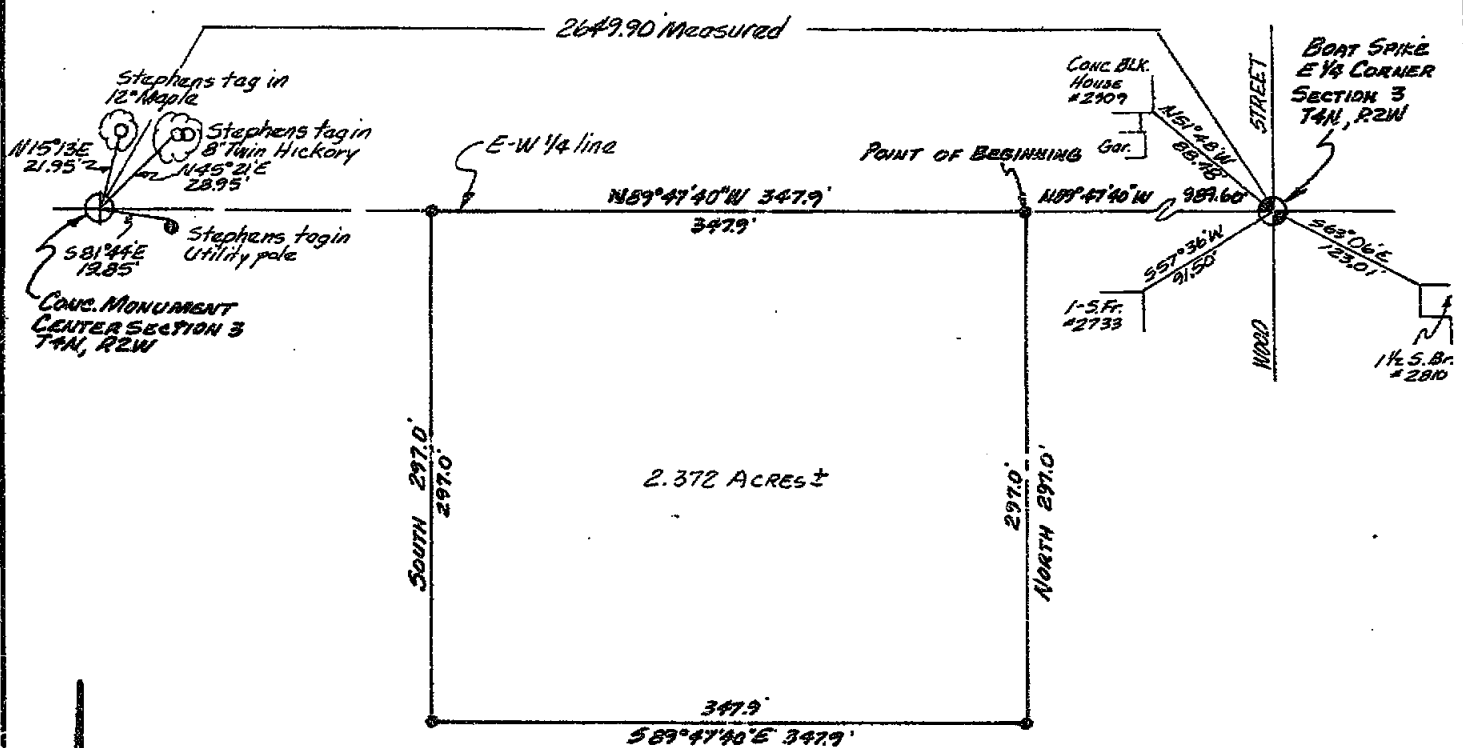 2649.90' Measured
Stephens tag in
12" Maple
Stephens tag in
8" Twin Hickory
N15°13'E
21.95'
N45°21'E
28.95'
S81°44'E
19.85'
Stephens tag in
Utility pole
CONC. MONUMENT
CENTER SECTION 3
T4N, R2W
E-W 1/4 line
N89°47'40"W 347.9'
347.9'
POINT OF BEGINNING
N89°47'40"W 989.60'
CONC BLK.
HOUSE
#2909
Gar.
N51°48'W
88.48'
STREET
BOAT SPIKE
E 1/4 CORNER
SECTION 3
T4N, R2W
S57°36'W
91.50'
1-S.Fr.
#2733
S63°06'E
123.01'
1 1/2 S.Br.
#2810
WOOD
SOUTH 297.0'
297.0'
2.372 ACRES ±
297.0'
NORTH 297.0'
347.9'
S89°47'40"E 347.9'